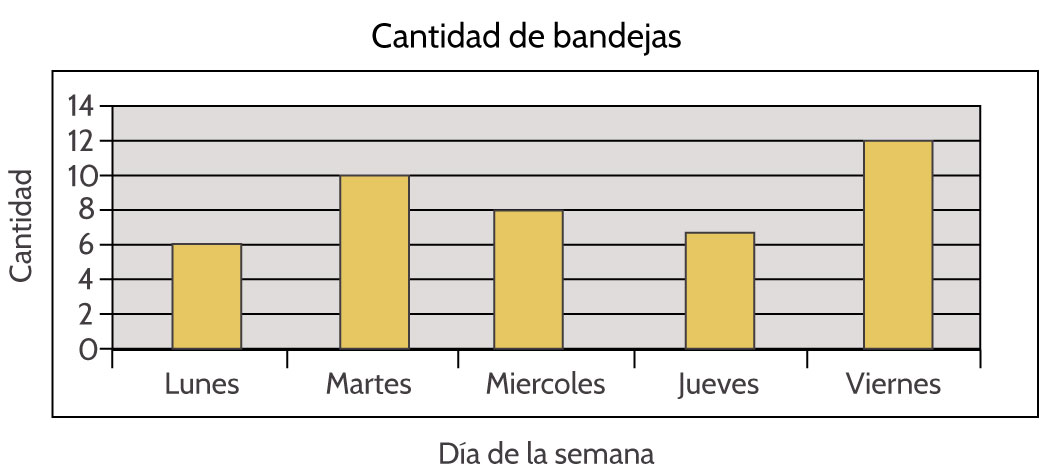 Cantidad de bandejas
Cantidad
14
12
10
8
6
4
2
0
Lunes Martes Miercoles Jueves Viernes
Día de la semana